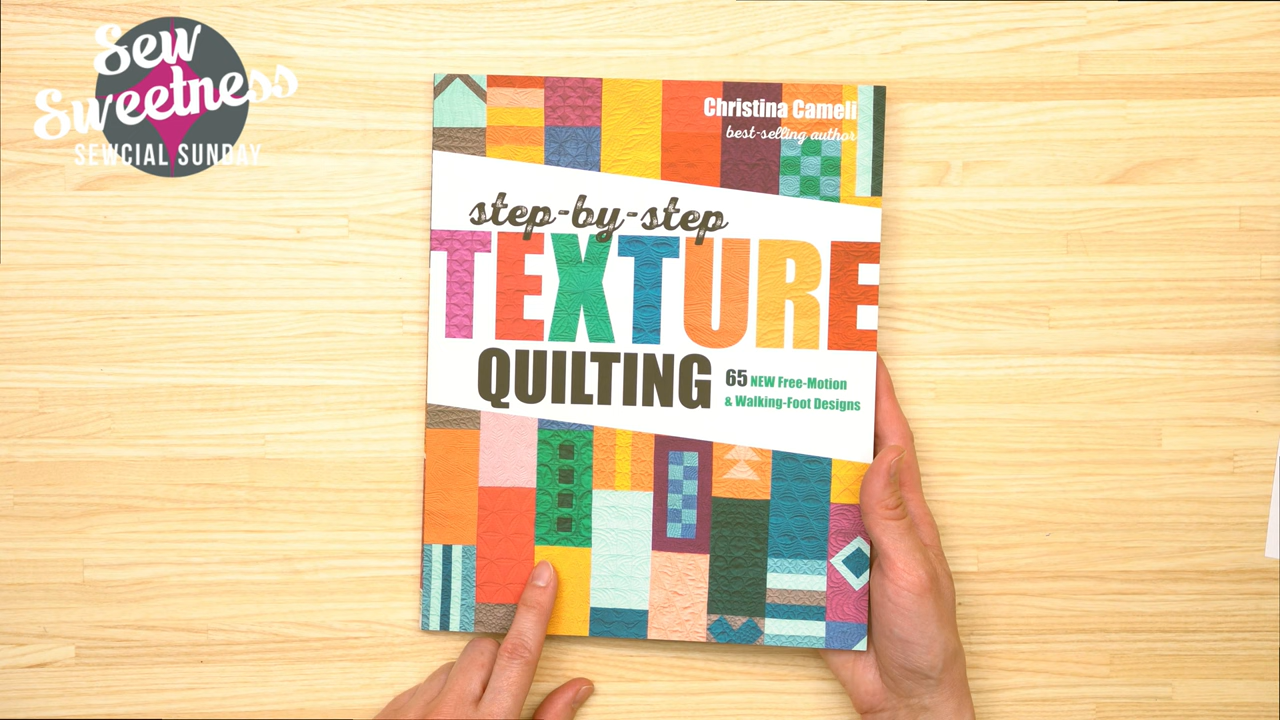 Sew
Sweetness
SEWCIAL SUNDAY
Christina Cameli
best-selling author
step-by-step
TEXTURE
QUILTING
65 NEW Free-Motion
& Walking-Foot Designs